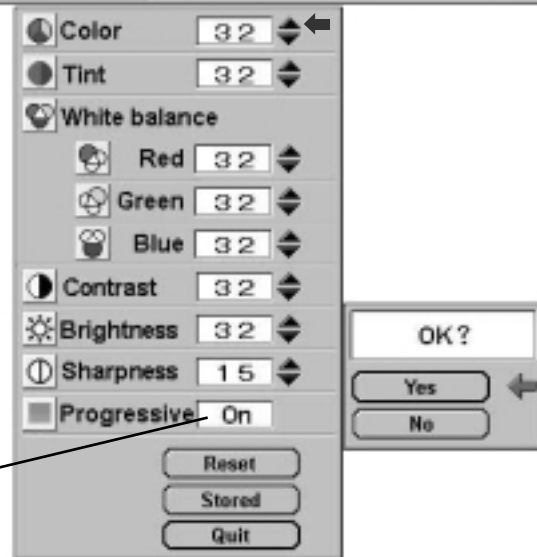 Color 32
Tint 32
White balance
Red 32
Green 32
Blue 32
Contrast 32
Brightness 32
Sharpness 15
Progressive On
Reset
Stored
Quit
OK?
Yes
No